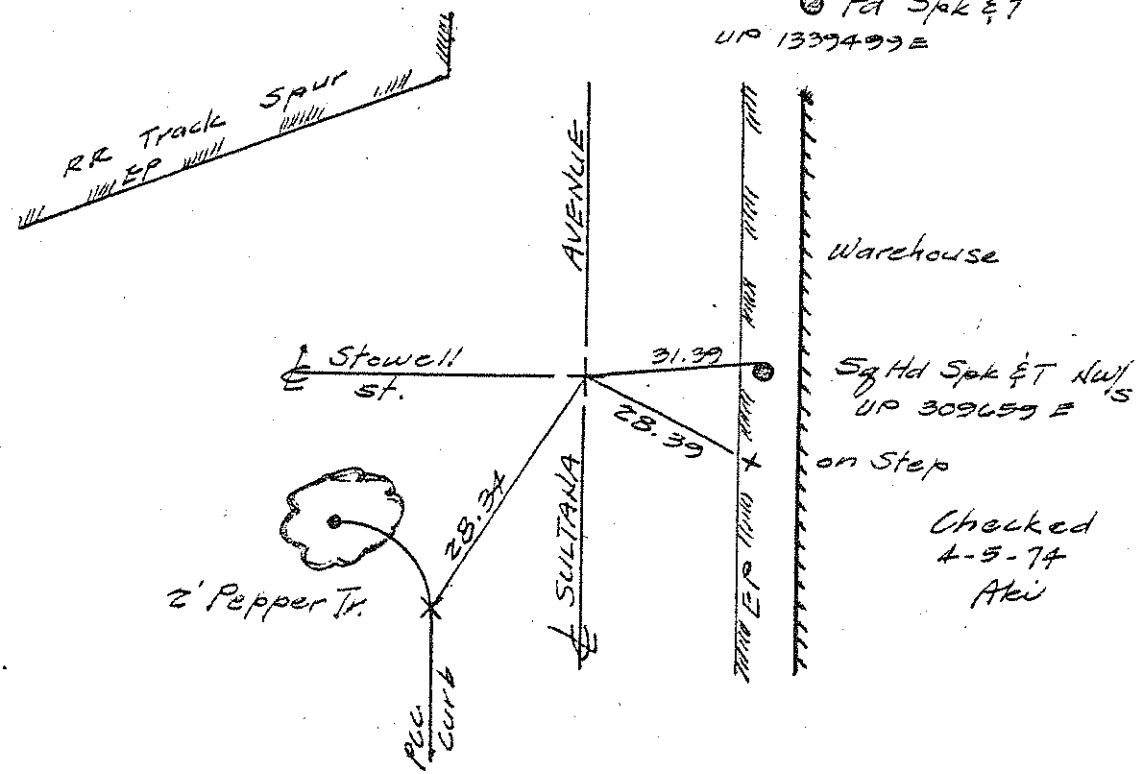 Fd Spk & T
UP 1339499E
RR Track Spur
EP
AVENUE
Warehouse
℄ Stowell
St.
31.39
Sq Hd Spk & T NW/S
UP 309659 E
28.39
on Step
28.34
SULTANA
℄
EP
Checked
4-5-74
Aki
2' Pepper Tr.
PCC
Curb